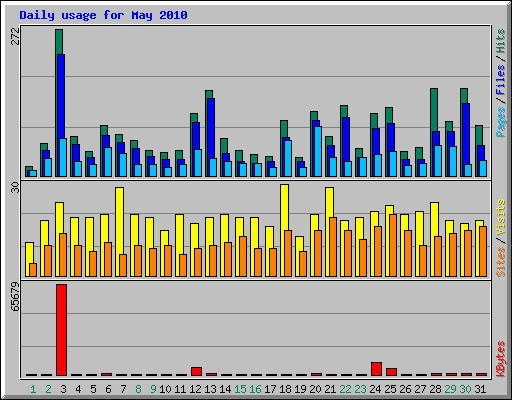 Daily usage for May 2010
272
Pages / Files / Hits
30
Sites / Visits
65679
KBytes
1 2 3 4 5 6 7 8 9 10 11 12 13 14 15 16 17 18 19 20 21 22 23 24 25 26 27 28 29 30 31